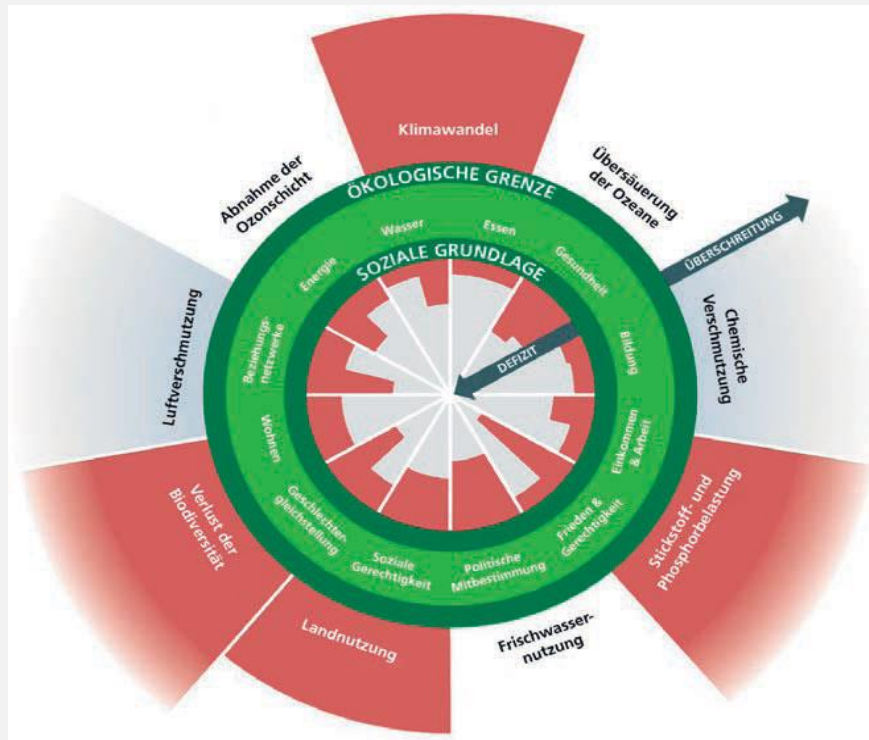 Klimawandel
Übersäuerung
der Ozeane
ÜBERSCHREITUNG
Chemische
Verschmutzung
Stickstoff- und
Phosphorbelastung
Frischwasser-
nutzung
Landnutzung
Verlust der
Biodiversität
Luftverschmutzung
Abnahme der
Ozonschicht
ÖKOLOGISCHE GRENZE
Wasser
Essen
Gesundheit
Bildung
Einkommen
& Arbeit
Frieden &
Gerechtigkeit
Politische
Mitbestimmung
Soziale
Gerechtigkeit
Geschlechter-
gleichstellung
Wohnen
Beziehungs-
netzwerke
Energie
SOZIALE GRUNDLAGE
DEFIZIT